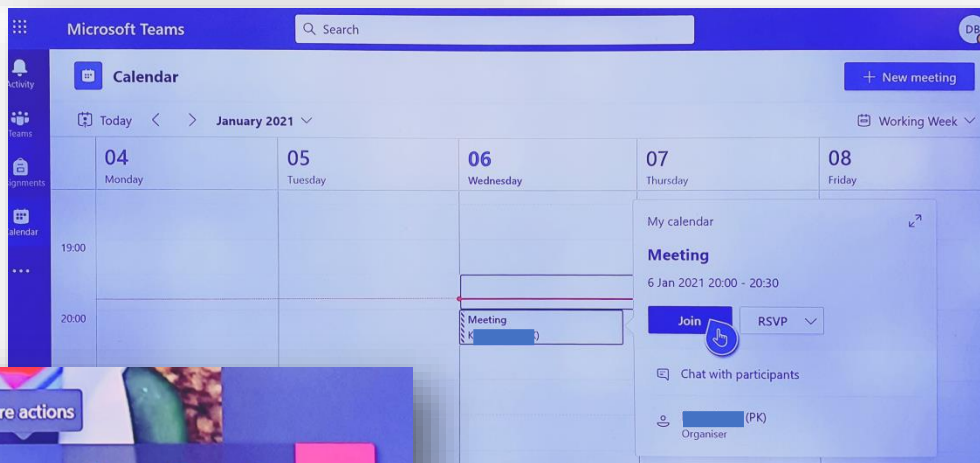 Microsoft Teams
Search
DB
Calendar
+ New meeting
Activity
Today
January 2021
Working Week
Teams
04
05
06
07
08
Monday
Tuesday
Wednesday
Thursday
Friday
ignments
My calendar
alendar
19:00
Meeting
6 Jan 2021 20:00 - 20:30
20:00
Meeting
Join
RSVP
K )
Chat with participants
re actions
(PK)
Organiser